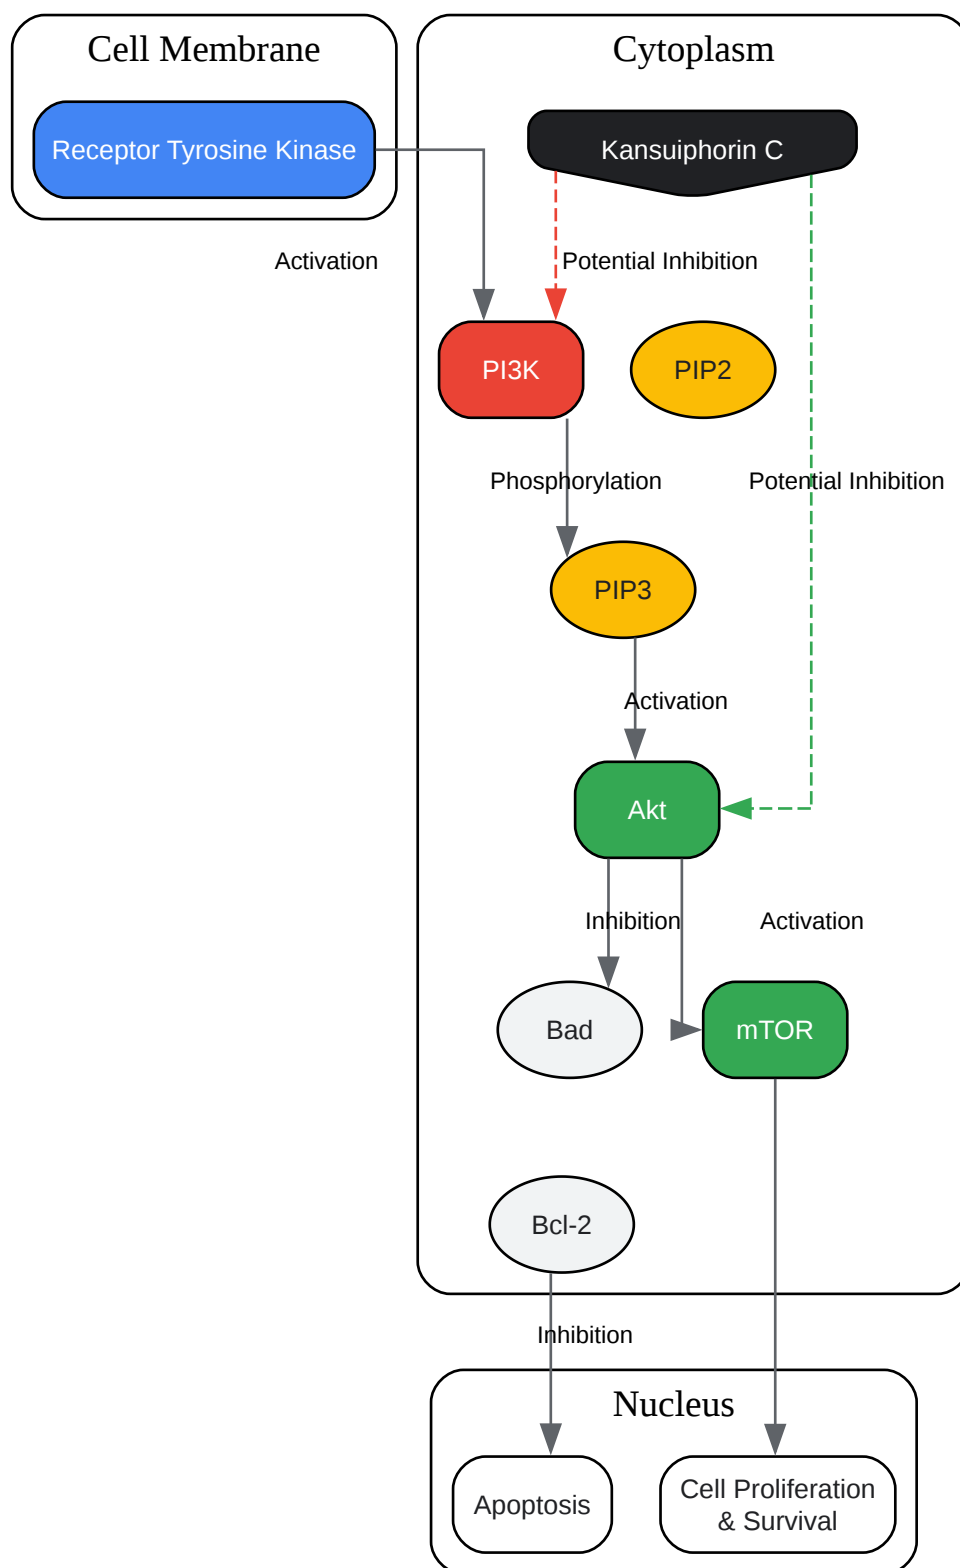 Cell Membrane
Cytoplasm
Receptor Tyrosine Kinase
Kansuiphorin C
Activation
Potential Inhibition
PI3K
PIP2
Phosphorylation
Potential Inhibition
PIP3
Activation
Akt
Inhibition
Activation
Bad
mTOR
Bcl-2
Inhibition
Nucleus
Apoptosis
Cell Proliferation
& Survival